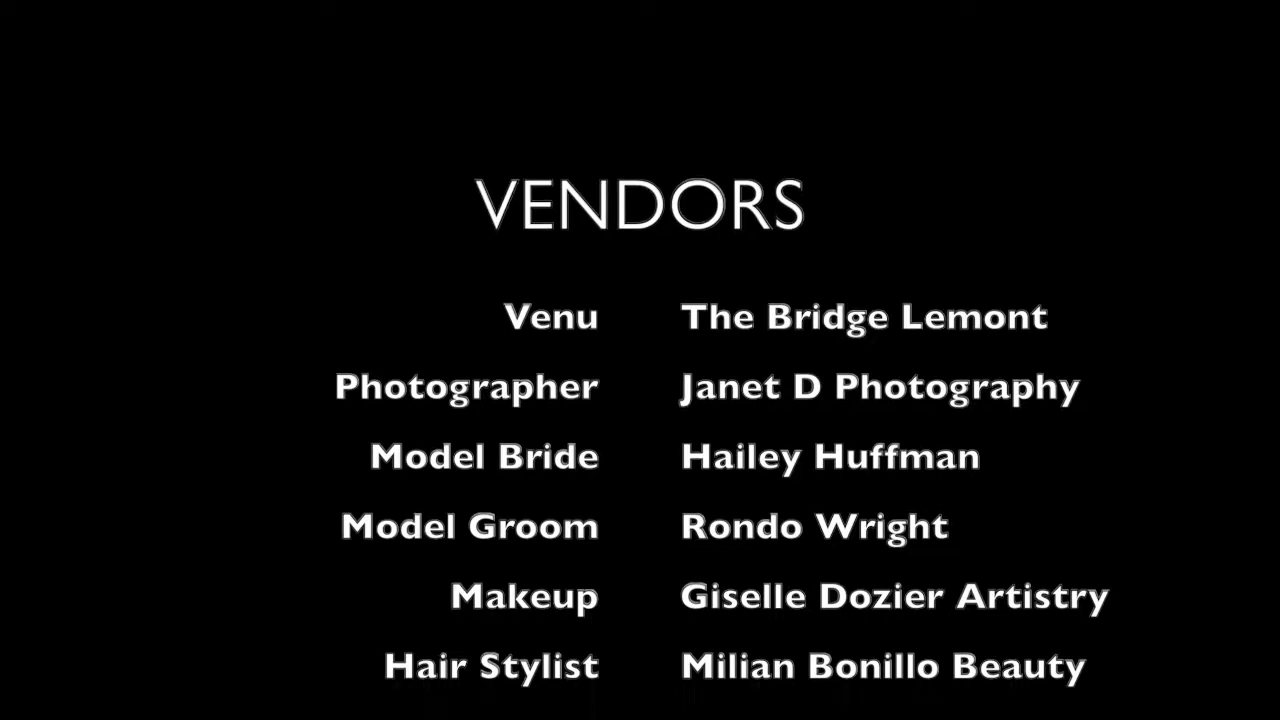 VENDORS
Venu The Bridge Lemont
Photographer Janet D Photography
Model Bride Hailey Huffman
Model Groom Rondo Wright
Makeup Giselle Dozier Artistry
Hair Stylist Milian Bonillo Beauty